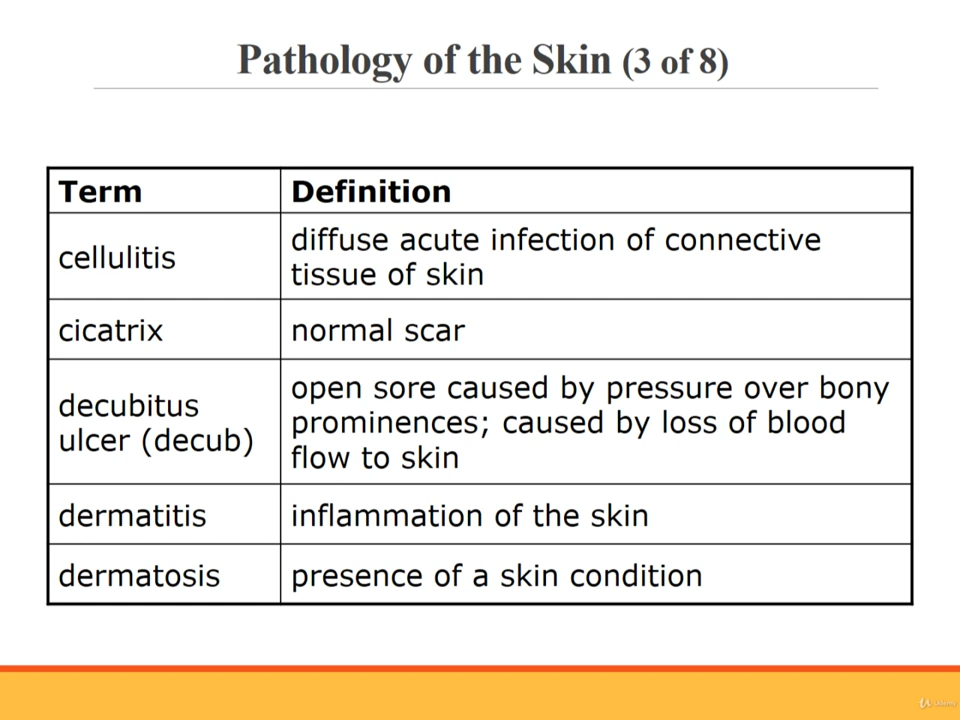 Pathology of the Skin (3 of 8)
Term
Definition
cellulitis
diffuse acute infection of connective
tissue of skin
cicatrix
normal scar
decubitus
ulcer (decub)
open sore caused by pressure over bony
prominences; caused by loss of blood
flow to skin
dermatitis
inflammation of the skin
dermatosis
presence of a skin condition
Udemy